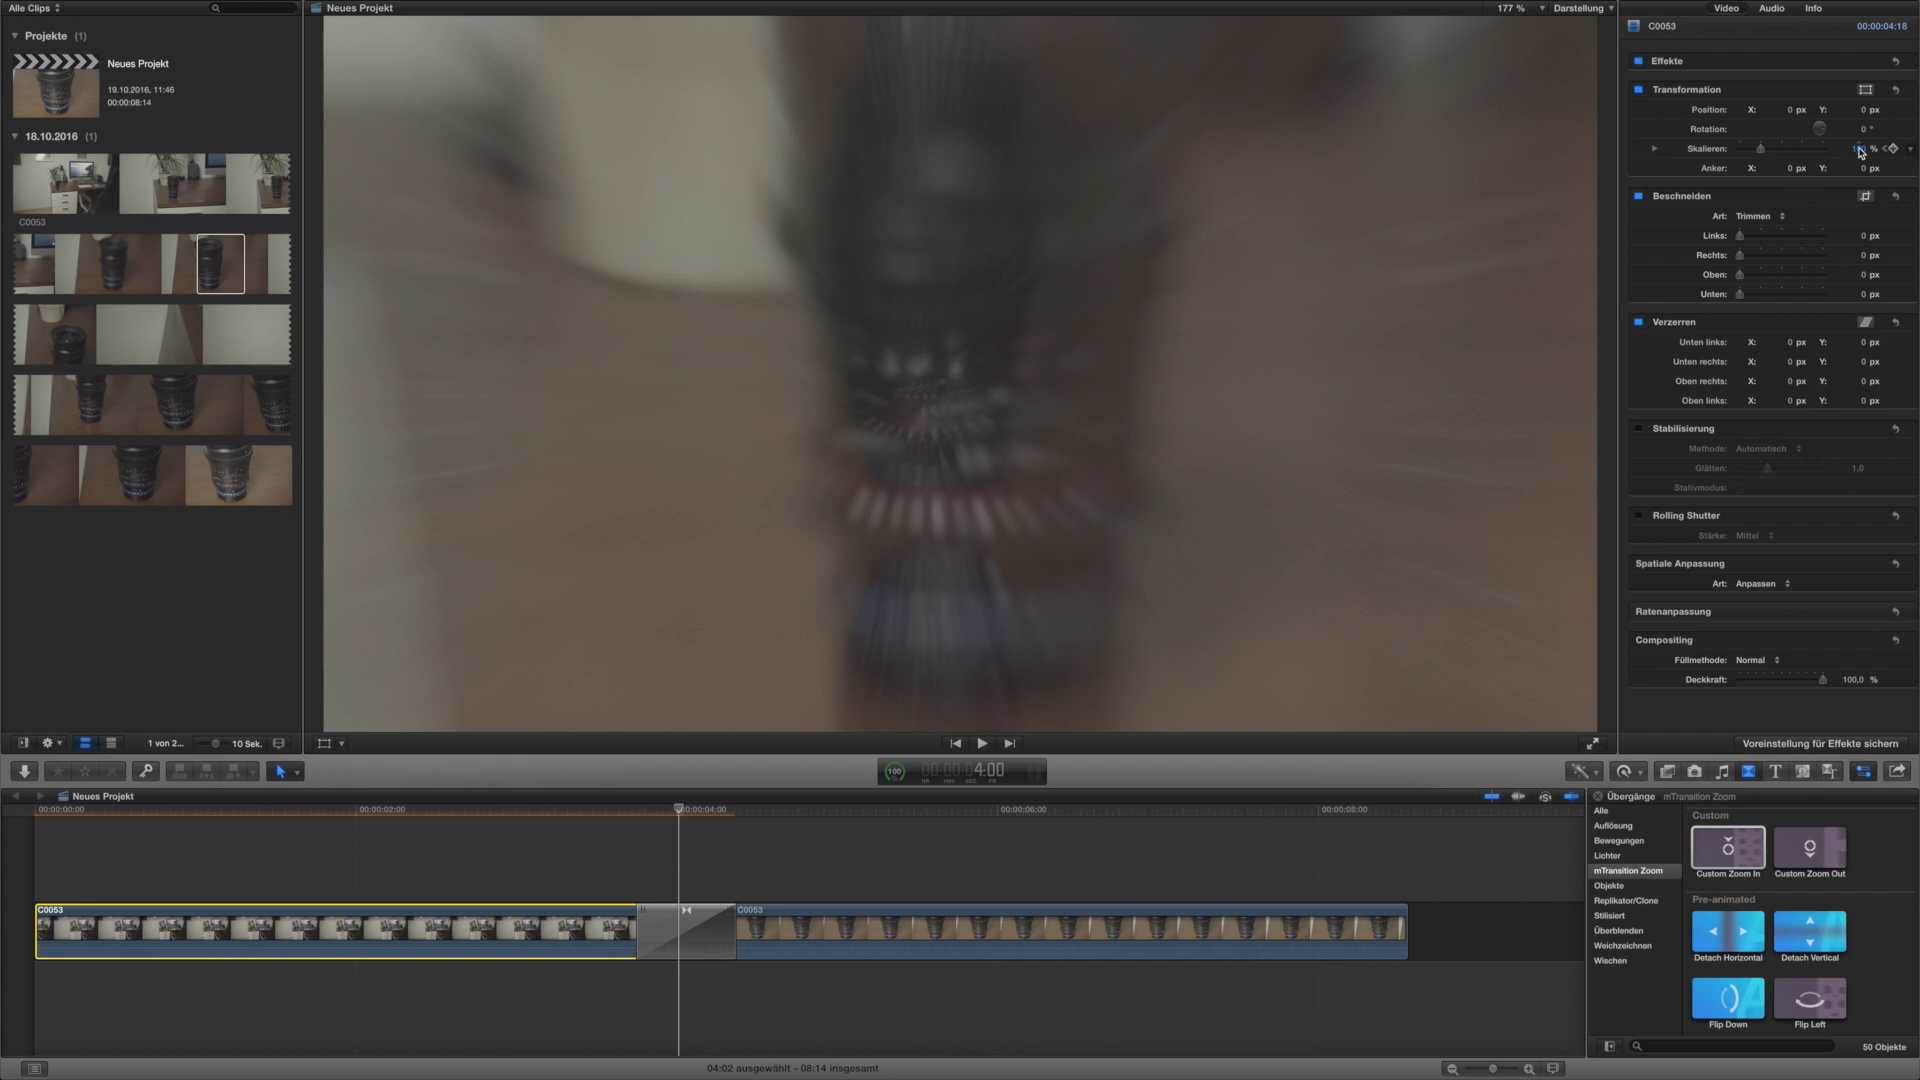 Alle Clips
Projekte (1)
Neues Projekt
19.10.2016, 11:46
00:00:08:14
18.10.2016 (1)
C0053
1 von 2...
10 Sek.
Neues Projekt
177 %
Darstellung
Video Audio Info
C0053 00:00:04:18
Effekte
Transformation
Position: X: 0 px Y: 0 px
Rotation: 0 °
Skalieren: %
Anker: X: 0 px Y: 0 px
Beschneiden
Art: Trimmen
Links: 0 px
Rechts: 0 px
Oben: 0 px
Unten: 0 px
Verzerren
Unten links: X: 0 px Y: 0 px
Unten rechts: X: 0 px Y: 0 px
Oben rechts: X: 0 px Y: 0 px
Oben links: X: 0 px Y: 0 px
Stabilisierung
Methode: Automatisch
Glätten: 1,0
Stativmodus:
Rolling Shutter
Stärke: Mittel
Spatiale Anpassung
Art: Anpassen
Ratenanpassung
Compositing
Füllmethode: Normal
Deckkraft: 100,0 %
Voreinstellung für Effekte sichern
100
%
00:00:04:00
HR MIN SEC FR
Neues Projekt
00:00:00:00 00:00:02:00 00:00:04:00 00:00:06:00 00:00:08:00
C0053 C0053
04:02 ausgewählt - 08:14 insgesamt
Übergänge mTransition Zoom
Alle
Auflösung
Bewegungen
Lichter
mTransition Zoom
Objekte
Replikator/Clone
Stilisiert
Überblenden
Weichzeichnen
Wischen
Custom
Custom Zoom In Custom Zoom Out
Pre-animated
Detach Horizontal Detach Vertical
Flip Down Flip Left
50 Objekte